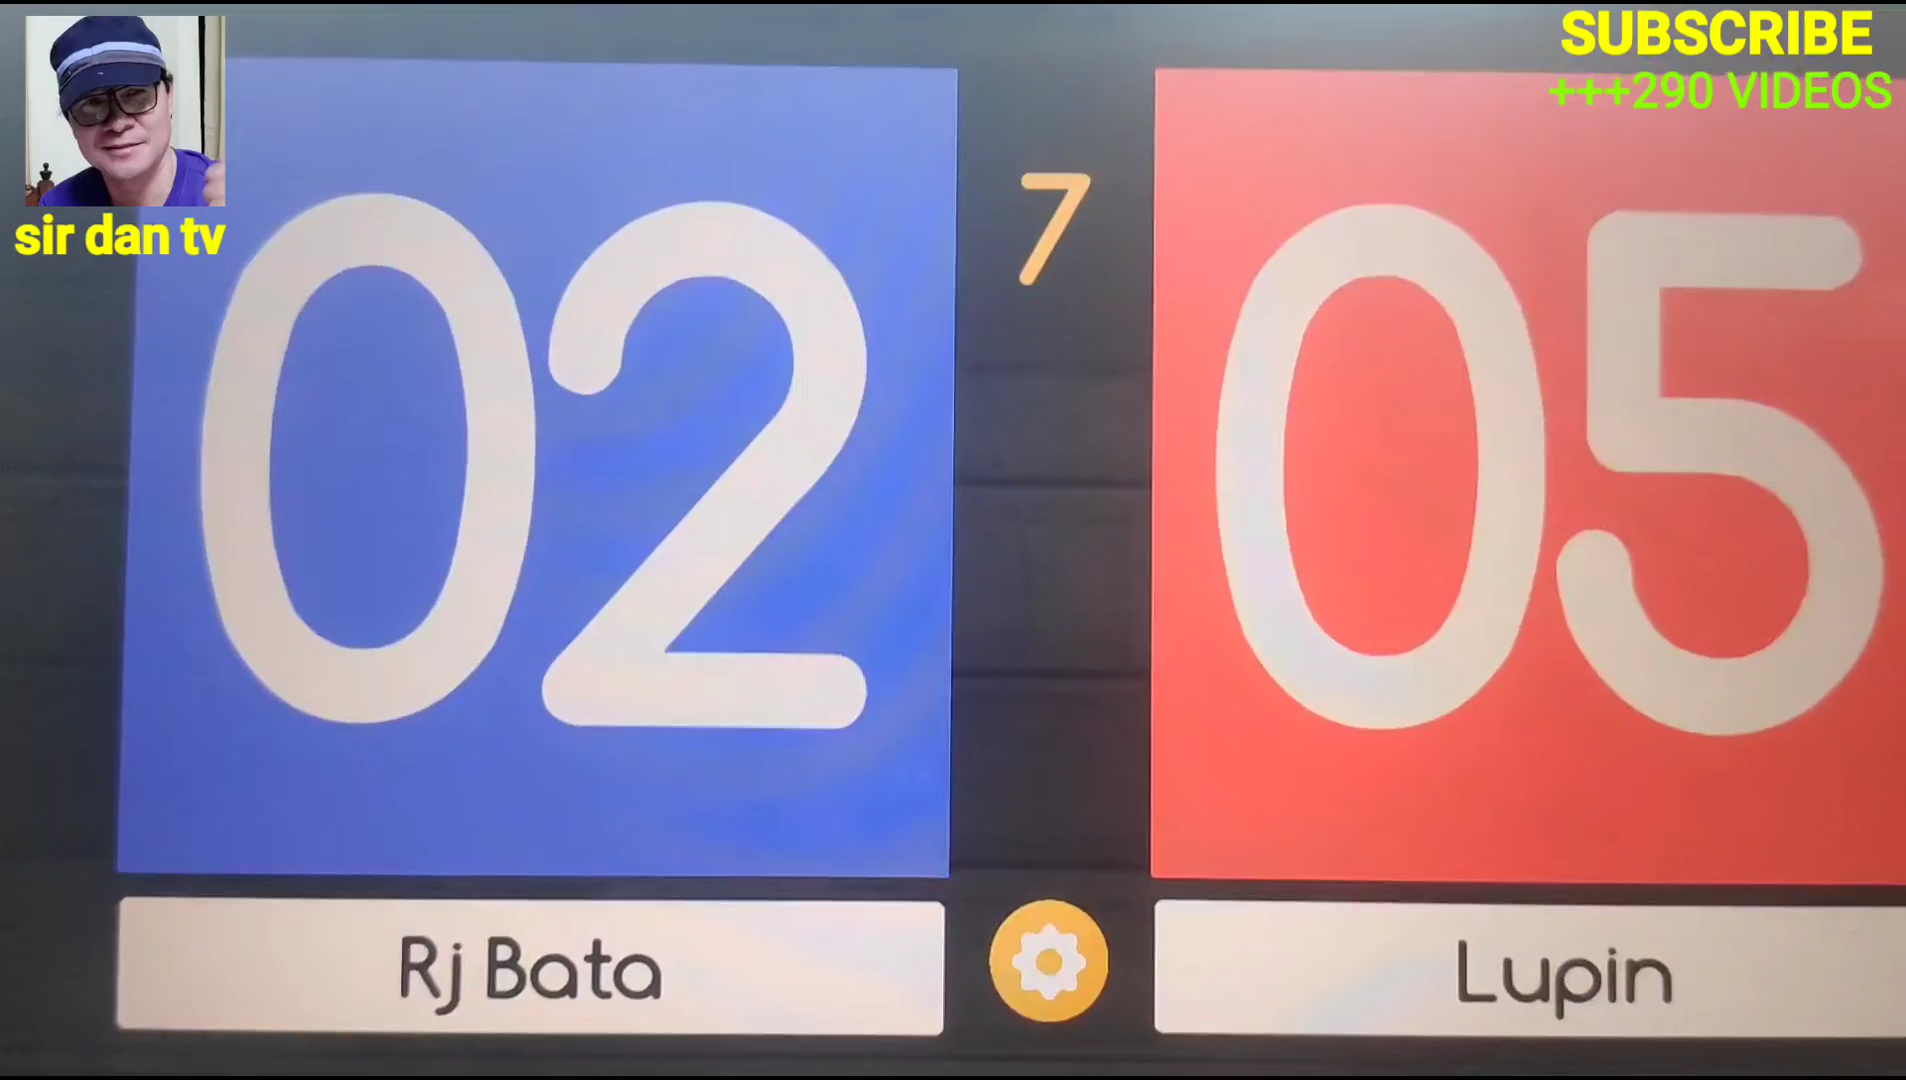 SUBSCRIBE
+++290 VIDEOS
sir dan tv
02
7
05
Rj Bata
Lupin